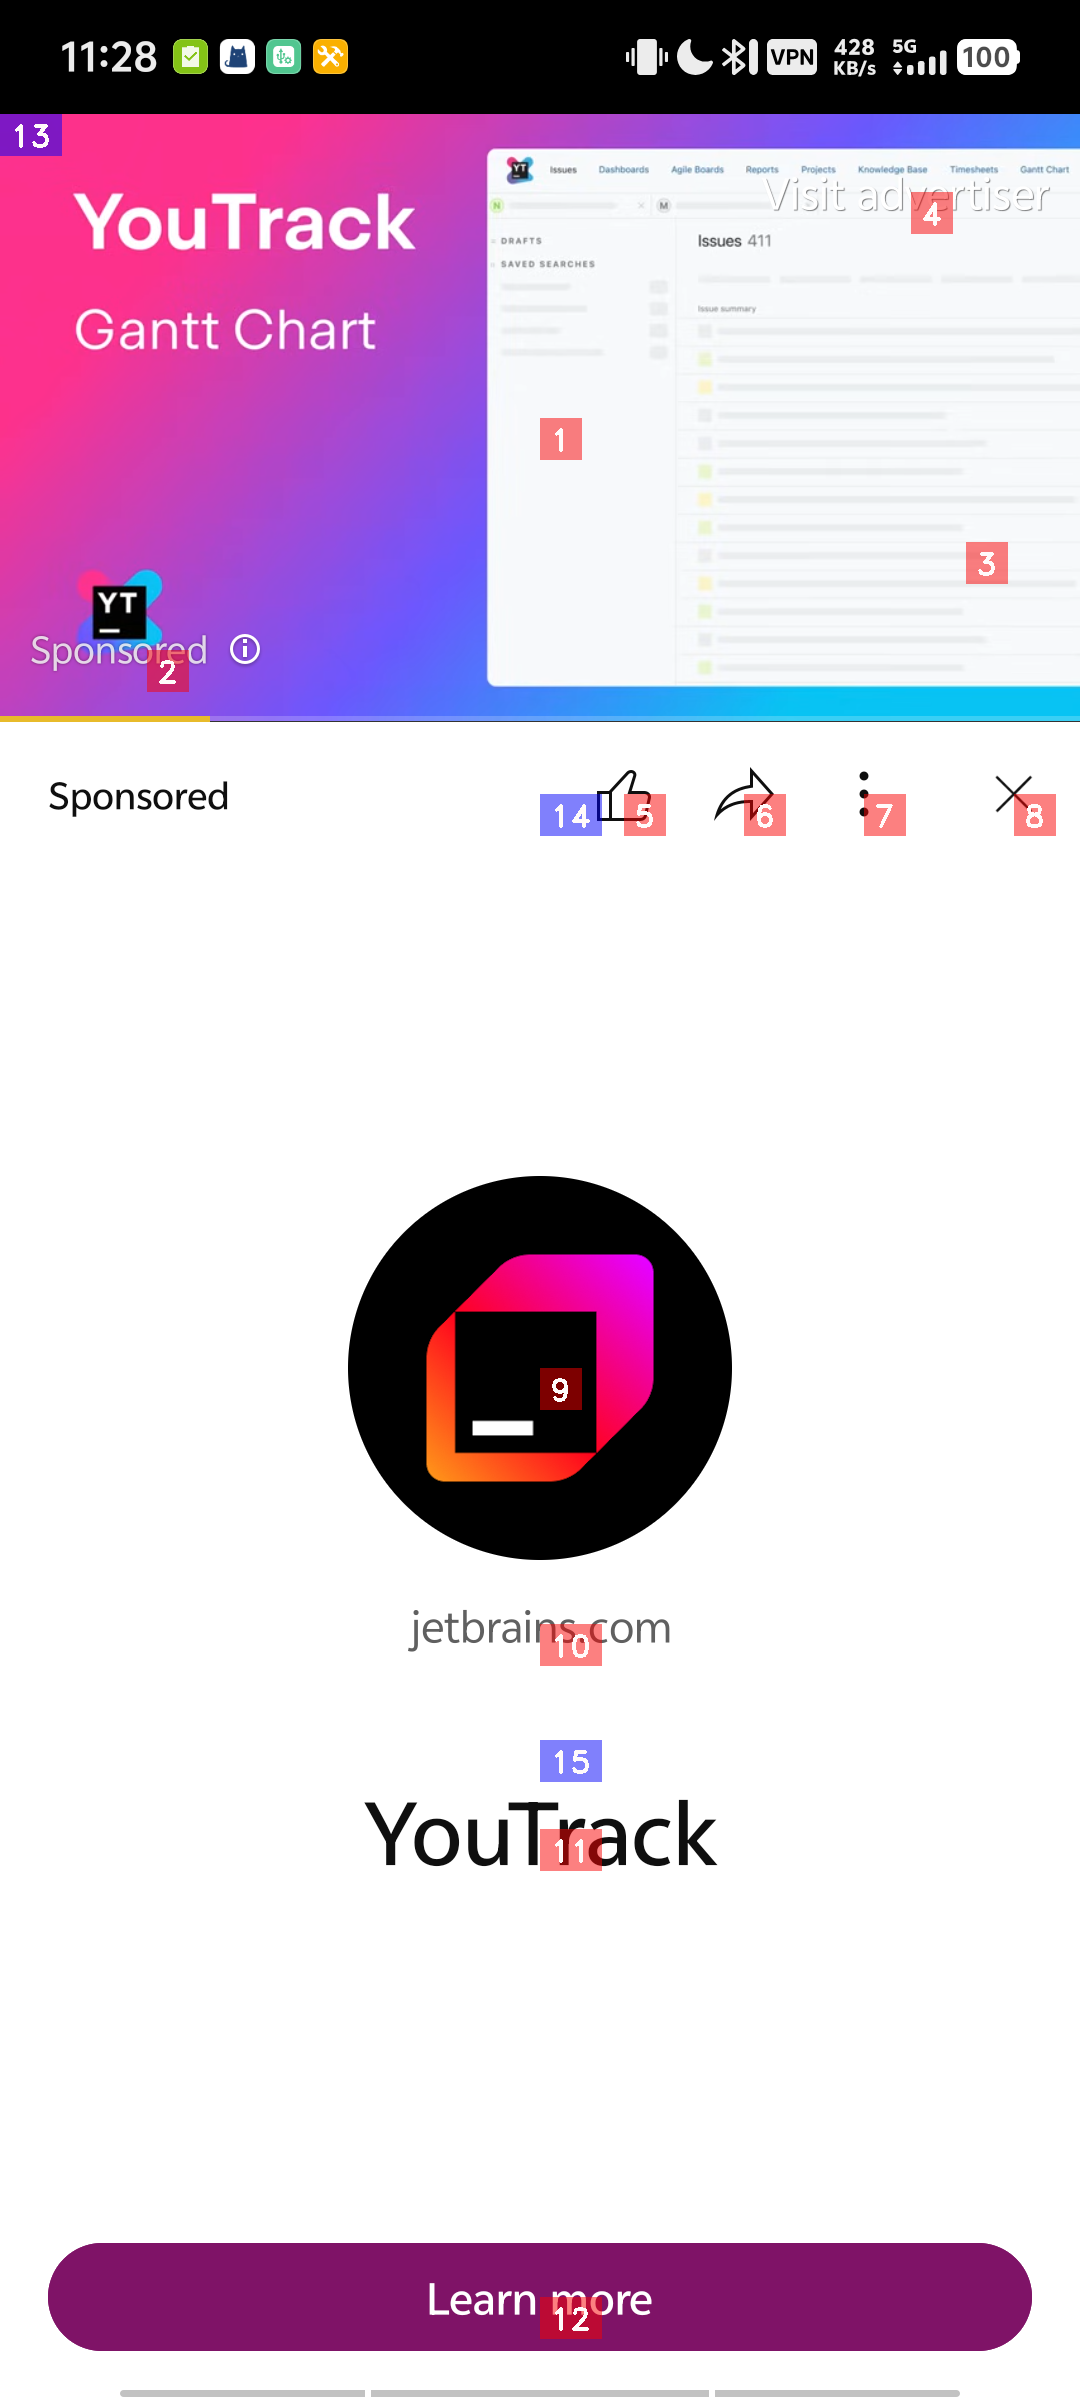 11:28
VPN
428
KB/s
5G
100
13
YouTrack
Gantt Chart
YT
Issues
Dashboards
Agile Boards
Reports
Projects
Knowledge Base
Timesheets
Gantt Chart
Visit advertiser
4
N
M
DRAFTS
SAVED SEARCHES
Issues 411
Issue summary
1
3
YT
Sponsored
2
Sponsored
14
5
6
7
8
9
jetbrains.com
10
15
YouTrack
11
Learn more
12